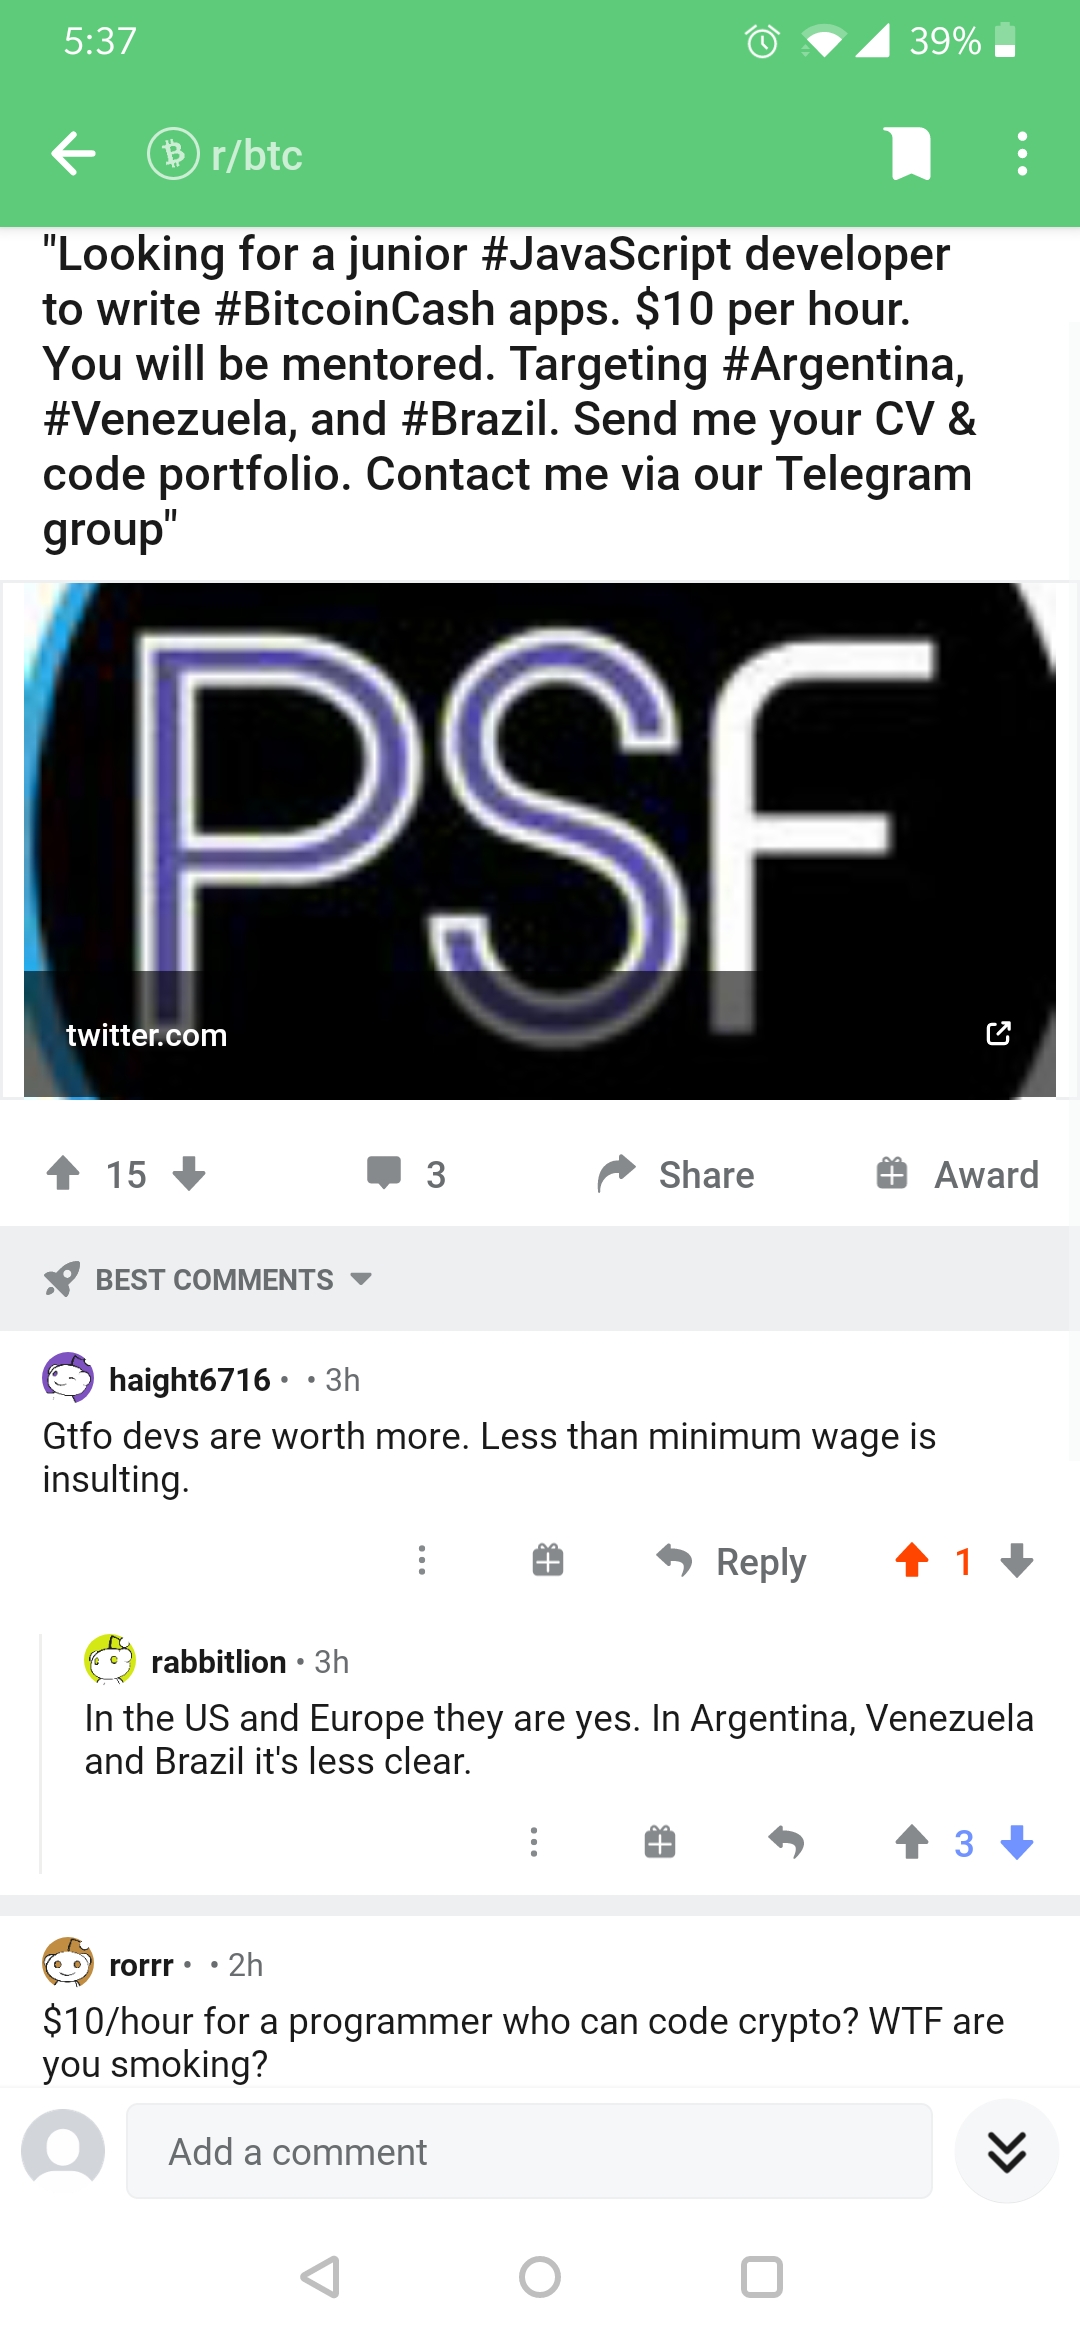 5:37
39%
r/btc
"Looking for a junior #JavaScript developer
to write #BitcoinCash apps. $10 per hour.
You will be mentored. Targeting #Argentina,
#Venezuela, and #Brazil. Send me your CV &
code portfolio. Contact me via our Telegram
group"
PSF
twitter.com
15
3
Share
Award
BEST COMMENTS
haight6716 • • 3h
Gtfo devs are worth more. Less than minimum wage is
insulting.
Reply
1
rabbitlion • 3h
In the US and Europe they are yes. In Argentina, Venezuela
and Brazil it's less clear.
3
rorrr • • 2h
$10/hour for a programmer who can code crypto? WTF are
you smoking?
Add a comment